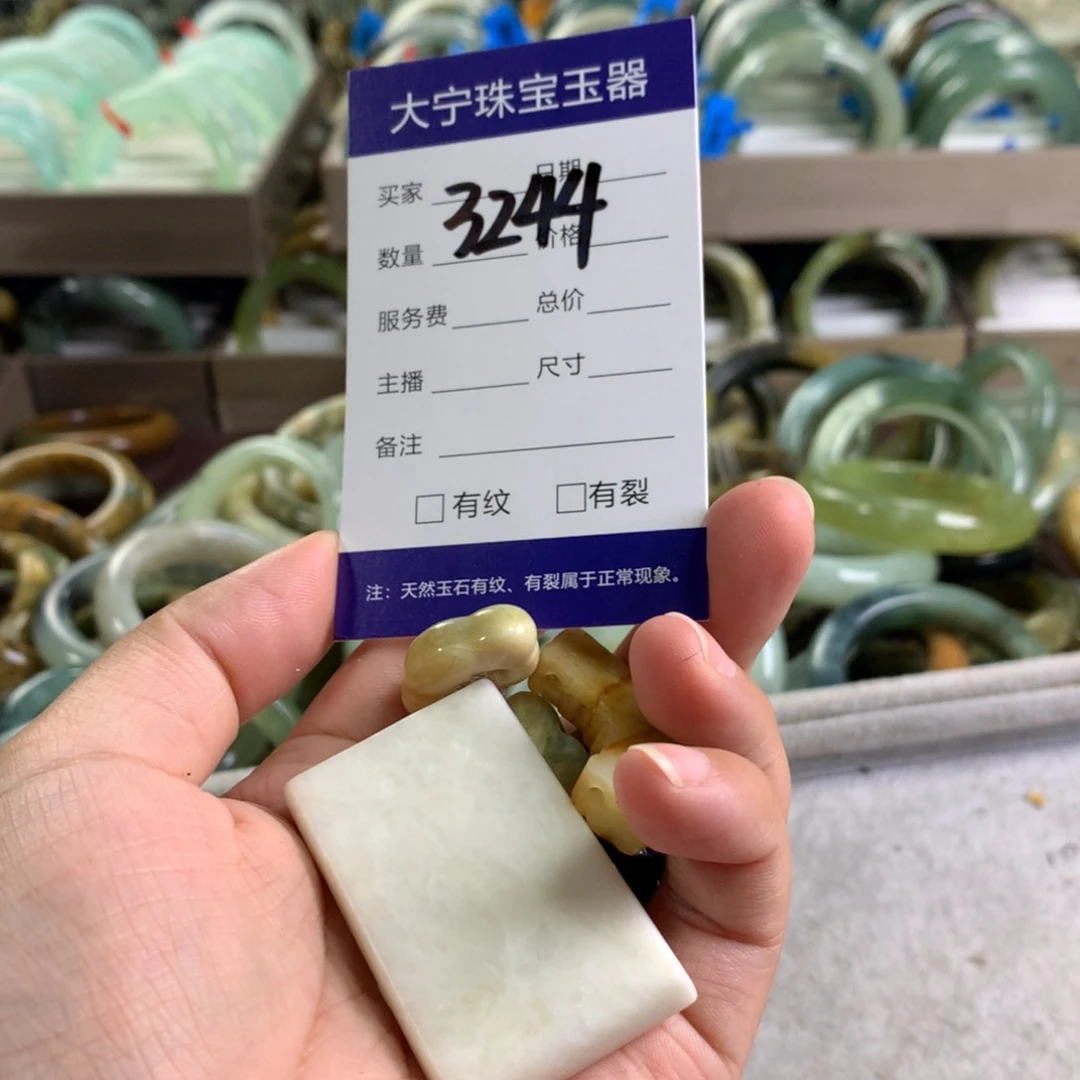 大宁珠宝玉器
买家 日期
3244
数量 价格
服务费 总价
主播 尺寸
备注
有纹 有裂
注：天然玉石有纹、有裂属于正常现象。